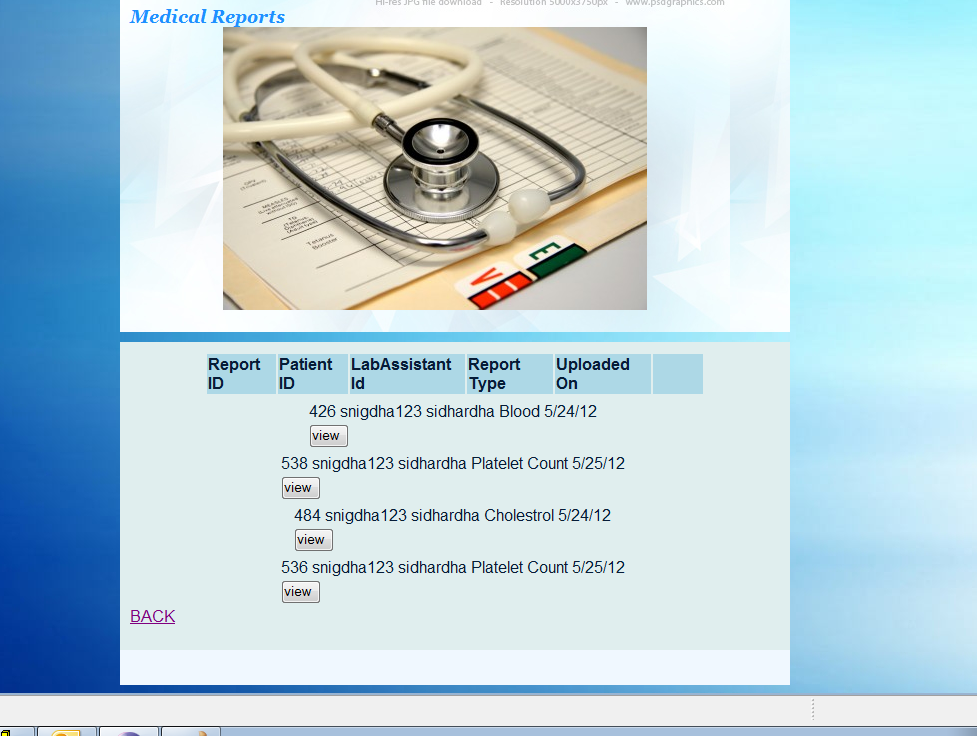 Hi-res JPG file download - Resolution 5000x3750px - www.psdgraphics.com
Medical Reports
MEASLES
Tetanus
Booster
V
E
Report ID
Patient ID
LabAssistant Id
Report Type
Uploaded On
426 snigdha123 sidhardha Blood 5/24/12
view
538 snigdha123 sidhardha Platelet Count 5/25/12
view
484 snigdha123 sidhardha Cholestrol 5/24/12
view
536 snigdha123 sidhardha Platelet Count 5/25/12
view
BACK